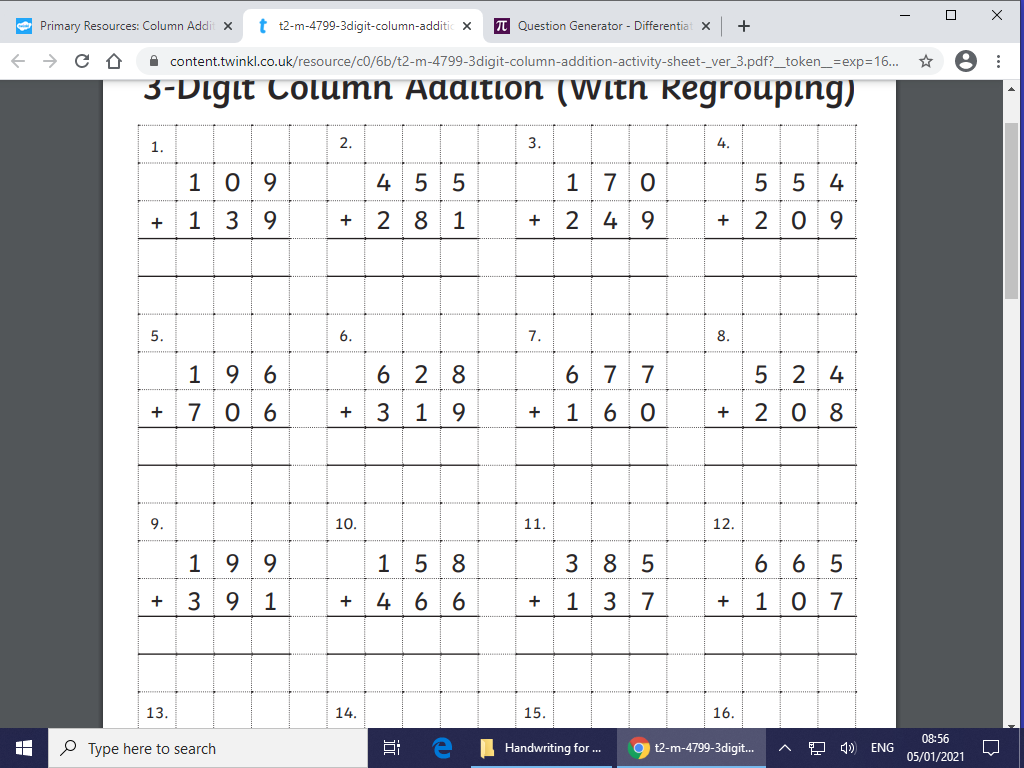 Primary Resources: Column Addit
t2-m-4799-3digit-column-additio
Question Generator - Differentiat
content.twinkl.co.uk/resource/c0/6b/t2-m-4799-3digit-column-addition-activity-sheet-_ver_3.pdf?__token__=exp=16...
3-Digit Column Addition (With Regrouping)
1. 2. 3. 4.
1 0 9 4 5 5 1 7 0 5 5 4
+ 1 3 9 + 2 8 1 + 2 4 9 + 2 0 9
5. 6. 7. 8.
1 9 6 6 2 8 6 7 7 5 2 4
+ 7 0 6 + 3 1 9 + 1 6 0 + 2 0 8
9. 10. 11. 12.
1 9 9 1 5 8 3 8 5 6 6 5
+ 3 9 1 + 4 6 6 + 1 3 7 + 1 0 7
13. 14. 15. 16.
Type here to search
Handwriting for ...
t2-m-4799-3digit...
ENG
08:56
05/01/2021